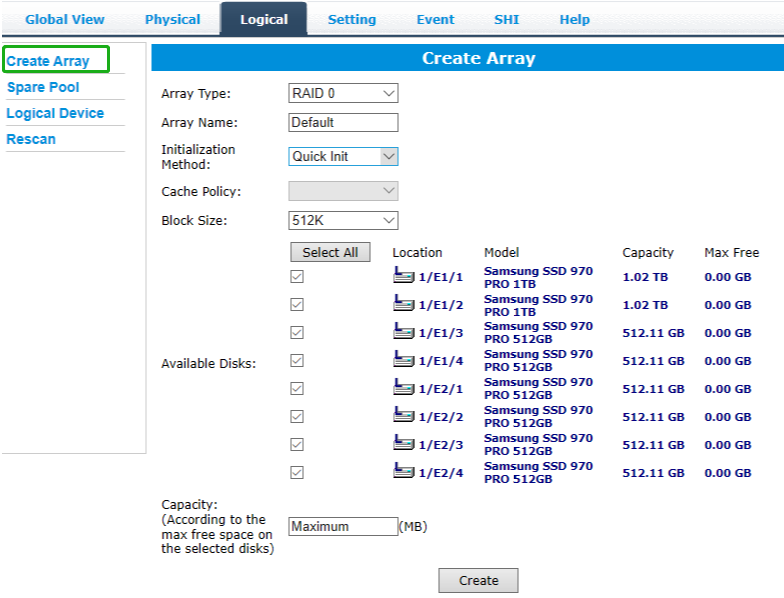 Global View Physical Logical Setting Event SHI Help
Create Array
Spare Pool
Logical Device
Rescan
Create Array
Array Type: RAID 0
Array Name: Default
Initialization
Method: Quick Init
Cache Policy:
Block Size: 512K
Select All Location Model Capacity Max Free
1/E1/1 Samsung SSD 970
PRO 1TB 1.02 TB 0.00 GB
1/E1/2 Samsung SSD 970
PRO 1TB 1.02 TB 0.00 GB
1/E1/3 Samsung SSD 970
PRO 512GB 512.11 GB 0.00 GB
Available Disks: 1/E1/4 Samsung SSD 970
PRO 512GB 512.11 GB 0.00 GB
1/E2/1 Samsung SSD 970
PRO 512GB 512.11 GB 0.00 GB
1/E2/2 Samsung SSD 970
PRO 512GB 512.11 GB 0.00 GB
1/E2/3 Samsung SSD 970
PRO 512GB 512.11 GB 0.00 GB
1/E2/4 Samsung SSD 970
PRO 512GB 512.11 GB 0.00 GB
Capacity:
(According to the
max free space on
the selected disks) Maximum (MB)
Create